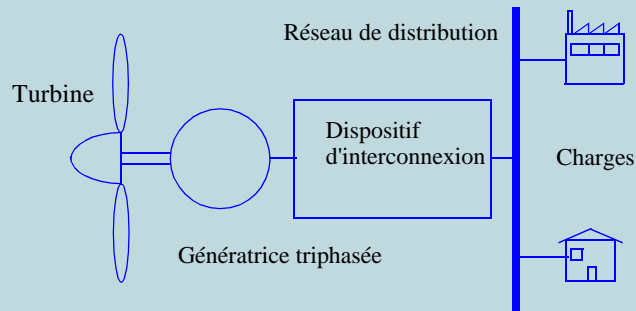 Réseau de distribution
Turbine
Dispositif
d'interconnexion
Charges
Génératrice triphasée